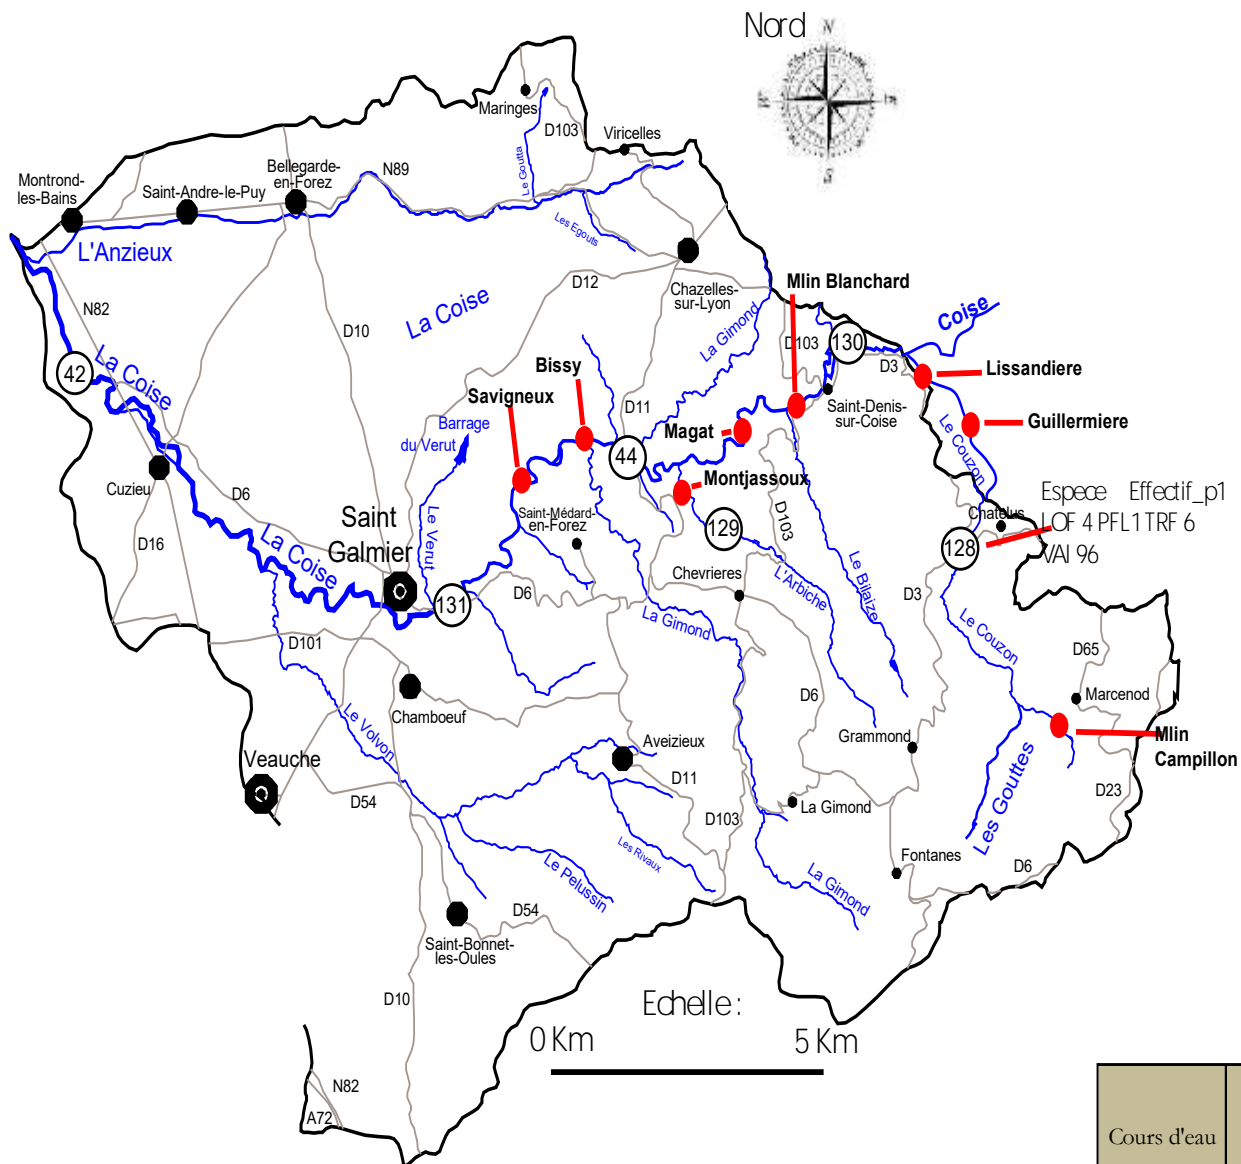 Nord
N
S
Maringes
D103
Viricelles
Le Goutta
Montrond-
les-Bains
Saint-Andre-le-Puy
Bellegarde-
en-Forez
N89
L'Anzieux
Les Egouts
Chazelles-
sur-Lyon
D12
N82
D10
La Coise
La Gimond
Mlin Blanchard
D103
130
Coise
D3
Lissandiere
42
La Coise
Bissy
Savigneux
D11
Saint-Denis-
sur-Coise
Guillermiere
Magat
Barrage
du Verut
44
Le Couzon
Montjassoux
Cuzieu
D6
D16
Saint
Galmier
Le Verut
Saint-Médard-
en-Forez
129
D103
Chatelus
128
Espece Effectif_p1
LOF 4 PFL 1 TRF 6
VAI 96
La Coise
131
D6
Chevrieres
L'Arbiche
Le Bilaize
D3
La Gimond
Le Couzon
D101
D65
Marcenod
Chamboeuf
Le Volvon
D6
Grammond
Mlin
Campillon
Veauche
Aveizieux
D11
D54
La Gimond
D23
D103
Les Gouttes
Les Rivaux
Le Pelussin
Fontanes
D6
La Gimond
D54
Saint-Bonnet-
les-Oules
D10
Echelle :
0 Km
5 Km
N82
A72
Cours d'eau